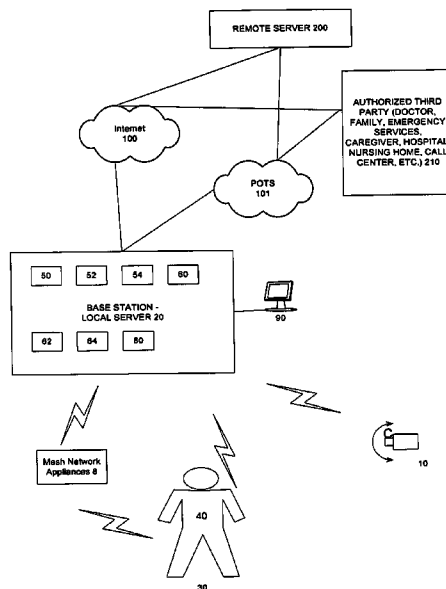 REMOTE SERVER 200
Internet
100
AUTHORIZED THIRD
PARTY (DOCTOR,
FAMILY, EMERGENCY
SERVICES,
CAREGIVER, HOSPITAL
NURSING HOME, CALL
CENTER, ETC.) 210
POTS
101
50 52 54 60
BASE STATION -
LOCAL SERVER 20
90
62 64 80
Mesh Network
Appliances 8
10
40
30